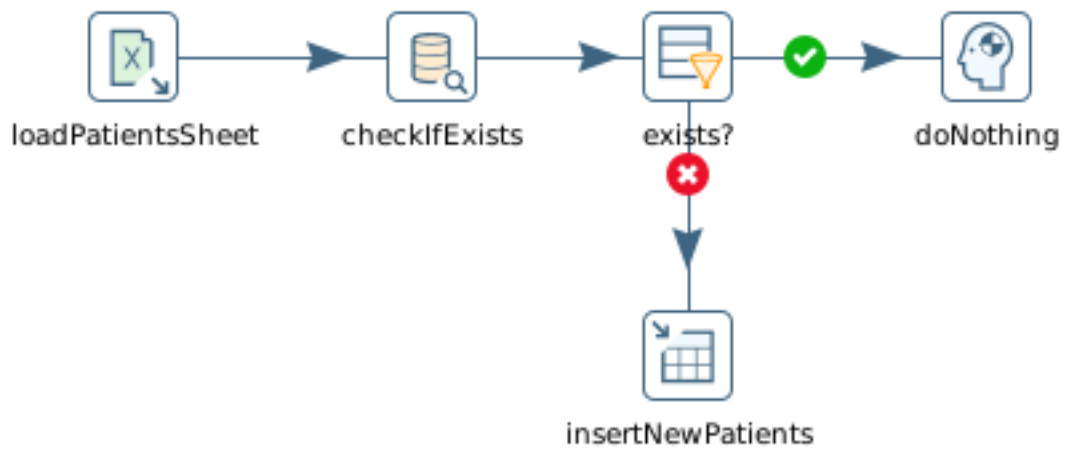 loadPatientsSheet
checkIfExists
exists?
doNothing
insertNewPatients